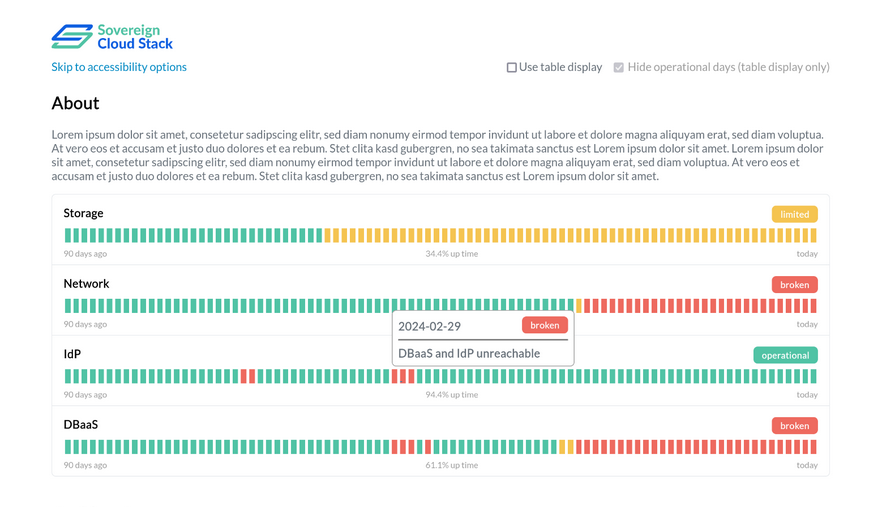 Sovereign
Cloud Stack
Skip to accessibility options
Use table display
Hide operational days (table display only)
About
Lorem ipsum dolor sit amet, consetetur sadipscing elitr, sed diam nonumy eirmod tempor invidunt ut labore et dolore magna aliquyam erat, sed diam voluptua.
At vero eos et accusam et justo duo dolores et ea rebum. Stet clita kasd gubergren, no sea takimata sanctus est Lorem ipsum dolor sit amet. Lorem ipsum dolor
sit amet, consetetur sadipscing elitr, sed diam nonumy eirmod tempor invidunt ut labore et dolore magna aliquyam erat, sed diam voluptua. At vero eos et
accusam et justo duo dolores et ea rebum. Stet clita kasd gubergren, no sea takimata sanctus est Lorem ipsum dolor sit amet.
Storage
limited
90 days ago
34.4% up time
today
Network
broken
90 days ago
today
2024-02-29
broken
DBaaS and IdP unreachable
IdP
operational
90 days ago
94.4% up time
today
DBaaS
broken
90 days ago
61.1% up time
today